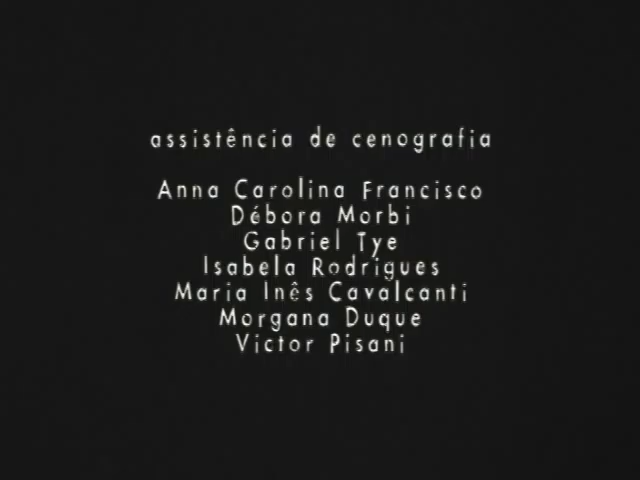 assistência de cenografia
Anna Carolina Francisco
Débora Morbi
Gabriel Tye
Isabela Rodrigues
Maria Inês Cavalcanti
Morgana Duque
Victor Pisani